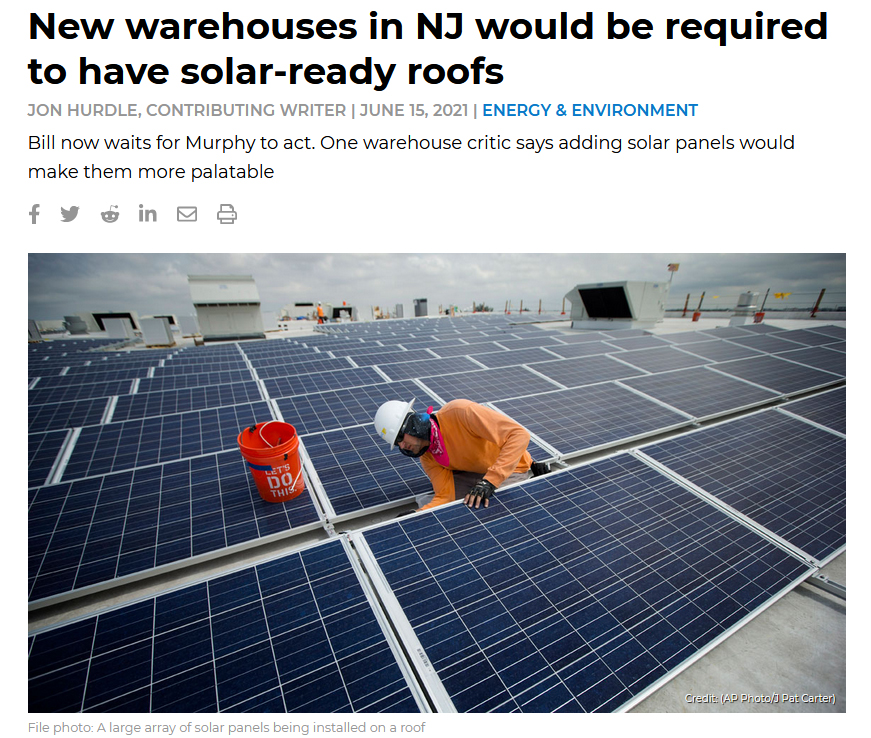 New warehouses in NJ would be required
to have solar-ready roofs
JON HURDLE, CONTRIBUTING WRITER | JUNE 15, 2021 | ENERGY & ENVIRONMENT
Bill now waits for Murphy to act. One warehouse critic says adding solar panels would
make them more palatable
LET'S
DO
THIS.
Credit: (AP Photo/J Pat Carter)
File photo: A large array of solar panels being installed on a roof